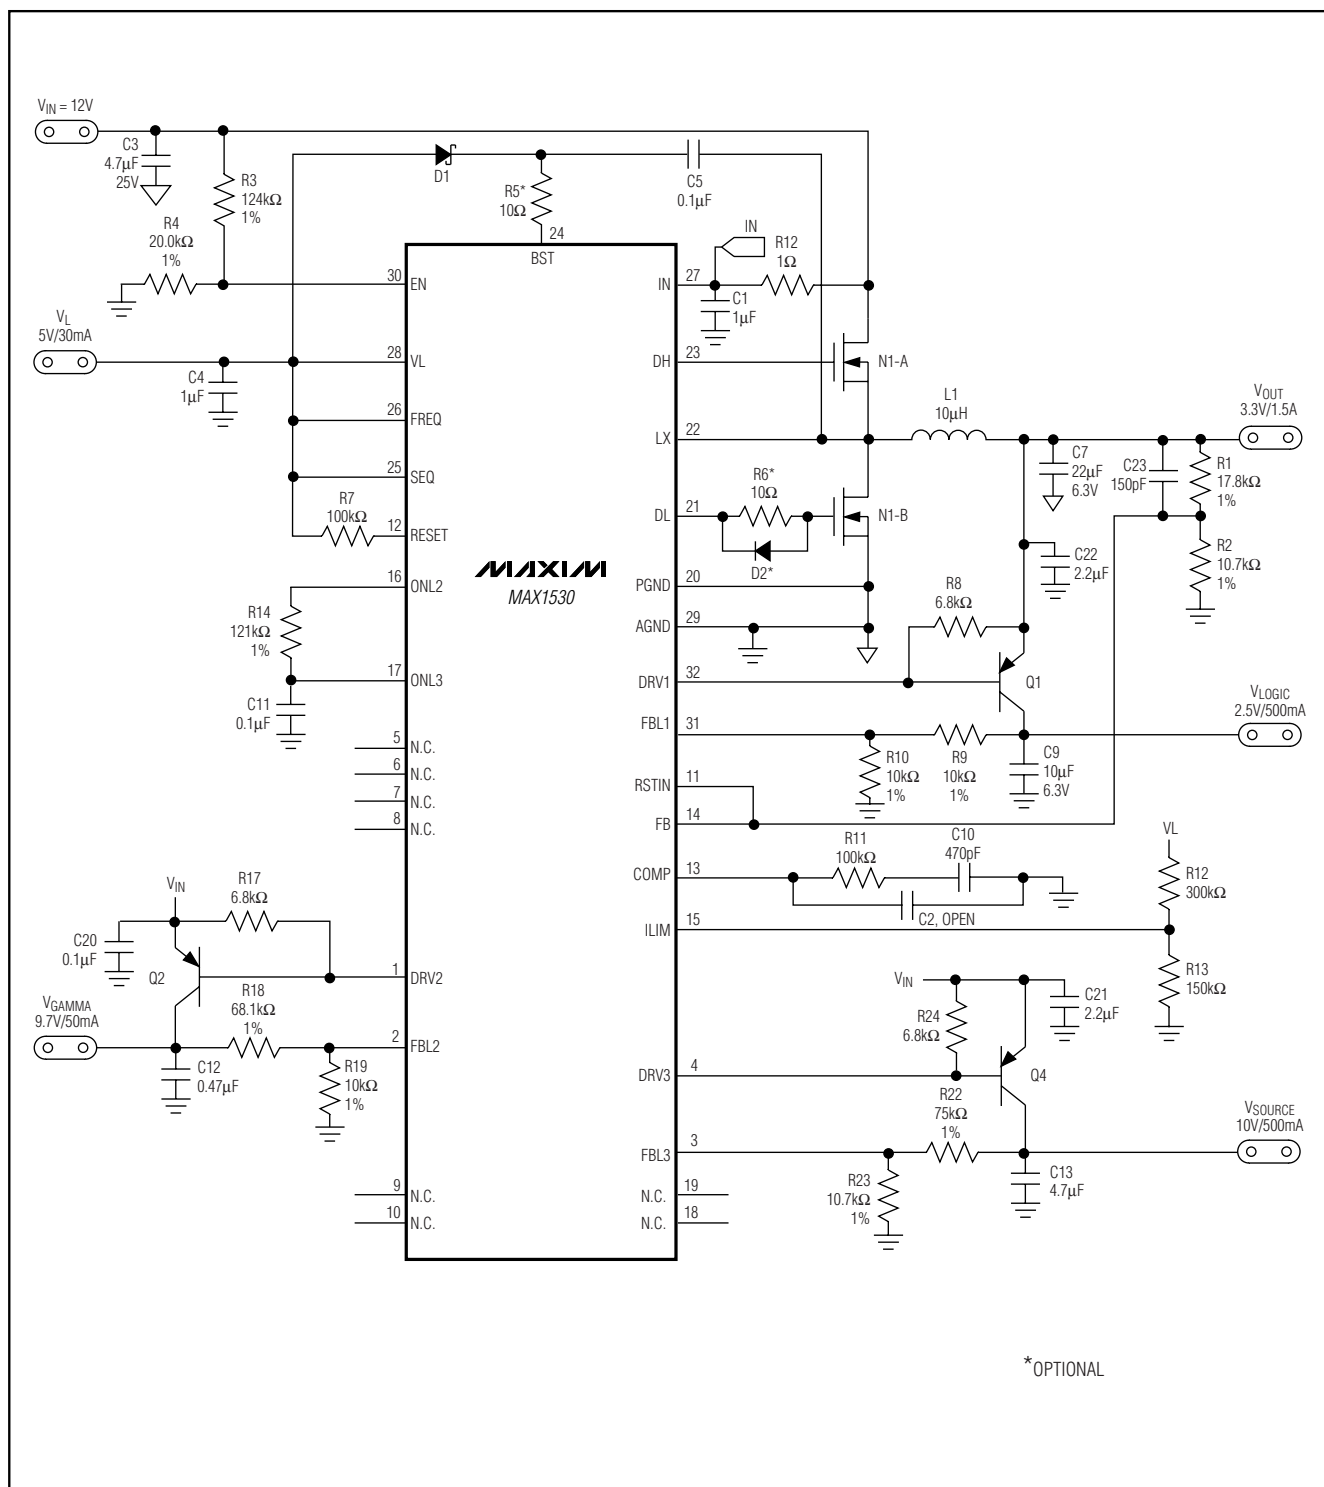 V_IN = 12V
C3
4.7µF
25V
R3
124kΩ
1%
R4
20.0kΩ
1%
D1
R5*
10Ω
24
BST
C5
0.1µF
IN
R12
1Ω
C1
1µF
30
EN
27
IN
V_L
5V/30mA
C4
1µF
28
VL
26
FREQ
25
SEQ
R7
100kΩ
12
RESET
16
ONL2
R14
121kΩ
1%
17
ONL3
C11
0.1µF
5
N.C.
6
N.C.
7
N.C.
8
N.C.
MAXIM
MAX1530
23
DH
N1-A
22
LX
L1
10µH
V_OUT
3.3V/1.5A
C7
22µF
6.3V
C23
150pF
R1
17.8kΩ
1%
R2
10.7kΩ
1%
C22
2.2µF
R6*
10Ω
21
DL
D2*
N1-B
20
PGND
29
AGND
R8
6.8kΩ
32
DRV1
Q1
31
FBL1
R10
10kΩ
1%
R9
10kΩ
1%
C9
10µF
6.3V
V_LOGIC
2.5V/500mA
11
RSTIN
14
FB
13
COMP
R11
100kΩ
C10
470pF
C2, OPEN
15
ILIM
VL
R12
300kΩ
R13
150kΩ
V_IN
R17
6.8kΩ
C20
0.1µF
Q2
1
DRV2
V_GAMMA
9.7V/50mA
R18
68.1kΩ
1%
2
FBL2
C12
0.47µF
R19
10kΩ
1%
V_IN
R24
6.8kΩ
C21
2.2µF
4
DRV3
Q4
R22
75kΩ
1%
3
FBL3
R23
10.7kΩ
1%
C13
4.7µF
V_SOURCE
10V/500mA
9
N.C.
10
N.C.
19
N.C.
18
N.C.
*OPTIONAL